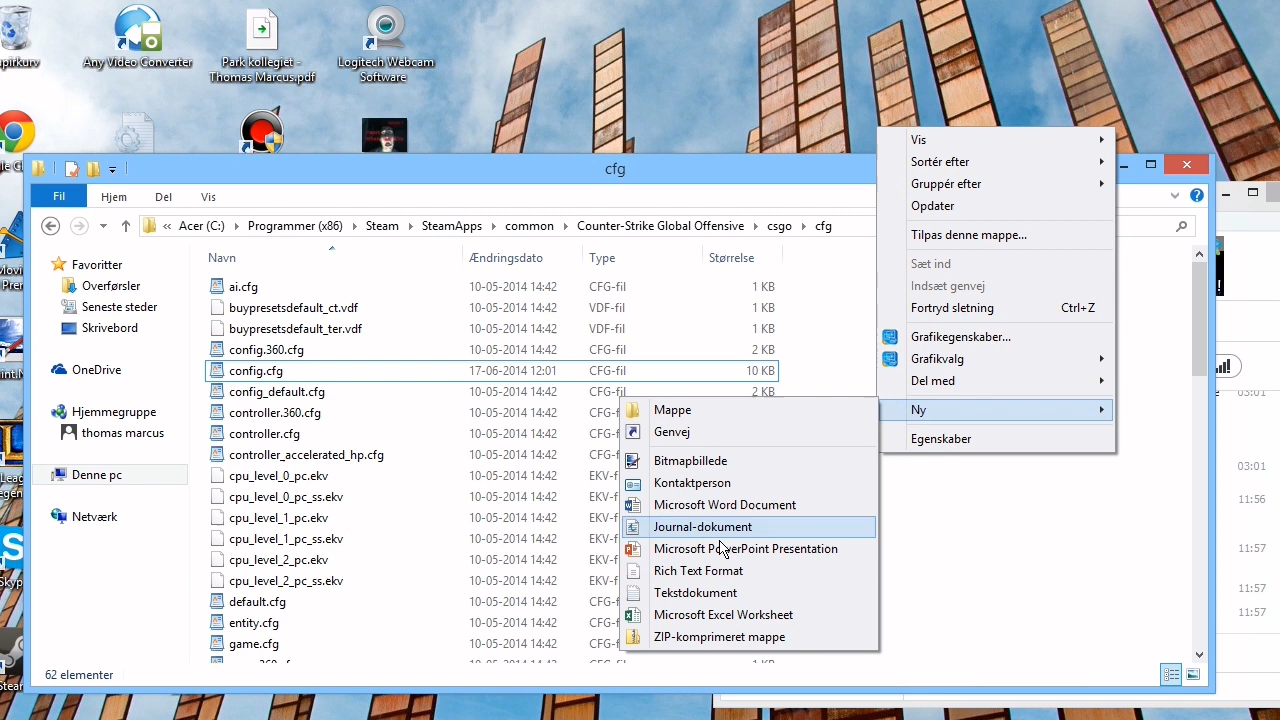 Any Video Converter
Park kollegiet -
Thomas Marcus.pdf
Logitech Webcam
Software
cfg
Fil
Hjem
Del
Vis
« Acer (C:) Programmer (x86) Steam SteamApps common Counter-Strike Global Offensive csgo cfg
Favoritter
Overførsler
Seneste steder
Skrivebord
OneDrive
Hjemmegruppe
thomas marcus
Denne pc
Netværk
Navn Ændringsdato Type Størrelse
ai.cfg 10-05-2014 14:42 CFG-fil 1 KB
buypresetsdefault_ct.vdf 10-05-2014 14:42 VDF-fil 1 KB
buypresetsdefault_ter.vdf 10-05-2014 14:42 VDF-fil 1 KB
config.360.cfg 10-05-2014 14:42 CFG-fil 2 KB
config.cfg 17-06-2014 12:01 CFG-fil 10 KB
config_default.cfg 10-05-2014 14:42 CFG-fil 2 KB
controller.360.cfg 10-05-2014 14:42 CFG-f
controller.cfg 10-05-2014 14:42 CFG-f
controller_accelerated_hp.cfg 10-05-2014 14:42 CFG-f
cpu_level_0_pc.ekv 10-05-2014 14:42 EKV-f
cpu_level_0_pc_ss.ekv 10-05-2014 14:42 EKV-f
cpu_level_1_pc.ekv 10-05-2014 14:42 EKV-f
cpu_level_1_pc_ss.ekv 10-05-2014 14:42 EKV-f
cpu_level_2_pc.ekv 10-05-2014 14:42 EKV-f
cpu_level_2_pc_ss.ekv 10-05-2014 14:42 EKV-f
default.cfg 10-05-2014 14:42 CFG-f
entity.cfg 10-05-2014 14:42 CFG-f
game.cfg 10-05-2014 14:42 CFG-f
62 elementer
Vis
Sortér efter
Gruppér efter
Opdater
Tilpas denne mappe...
Sæt ind
Indsæt genvej
Fortryd sletning Ctrl+Z
Grafikegenskaber...
Grafikvalg
Del med
Ny
Egenskaber
Mappe
Genvej
Bitmapbillede
Kontaktperson
Microsoft Word Document
Journal-dokument
Microsoft PowerPoint Presentation
Rich Text Format
Tekstdokument
Microsoft Excel Worksheet
ZIP-komprimeret mappe
03:01
03:01
11:56
11:57
11:57
11:57